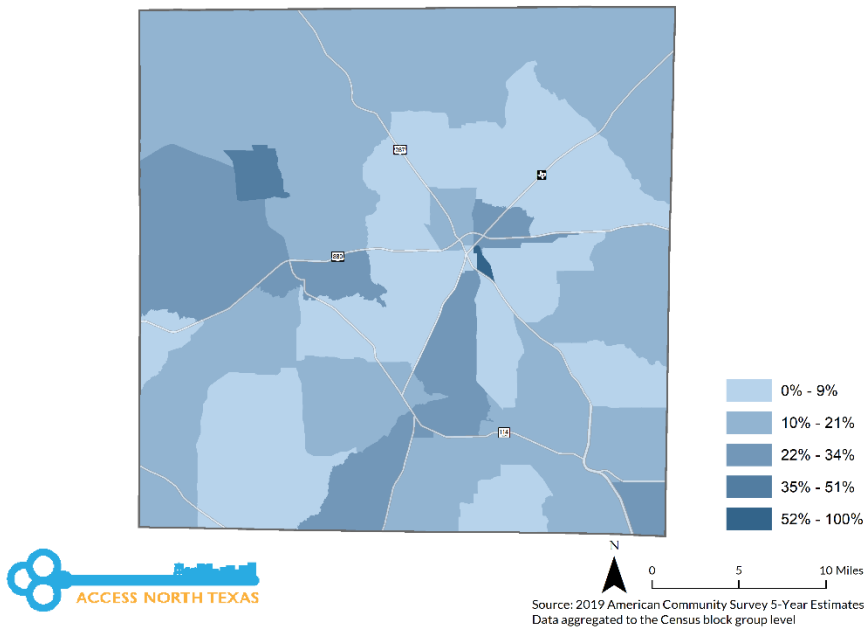 287
380
114
0% - 9%
10% - 21%
22% - 34%
35% - 51%
52% - 100%
ACCESS NORTH TEXAS
N
0 5 10 Miles
Source: 2019 American Community Survey 5-Year Estimates
Data aggregated to the Census block group level